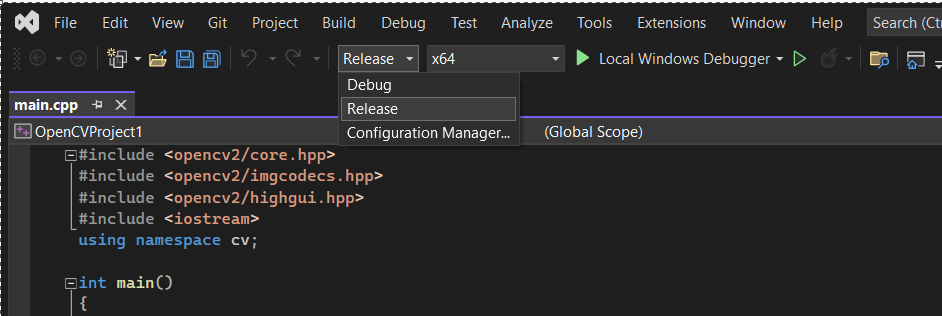 File Edit View Git Project Build Debug Test Analyze Tools Extensions Window Help Search (Ctr
Release x64 Local Windows Debugger
Debug
Release
Configuration Manager...
main.cpp
OpenCVProject1 (Global Scope)
#include <opencv2/core.hpp>
#include <opencv2/imgcodecs.hpp>
#include <opencv2/highgui.hpp>
#include <iostream>
using namespace cv;
int main()
{